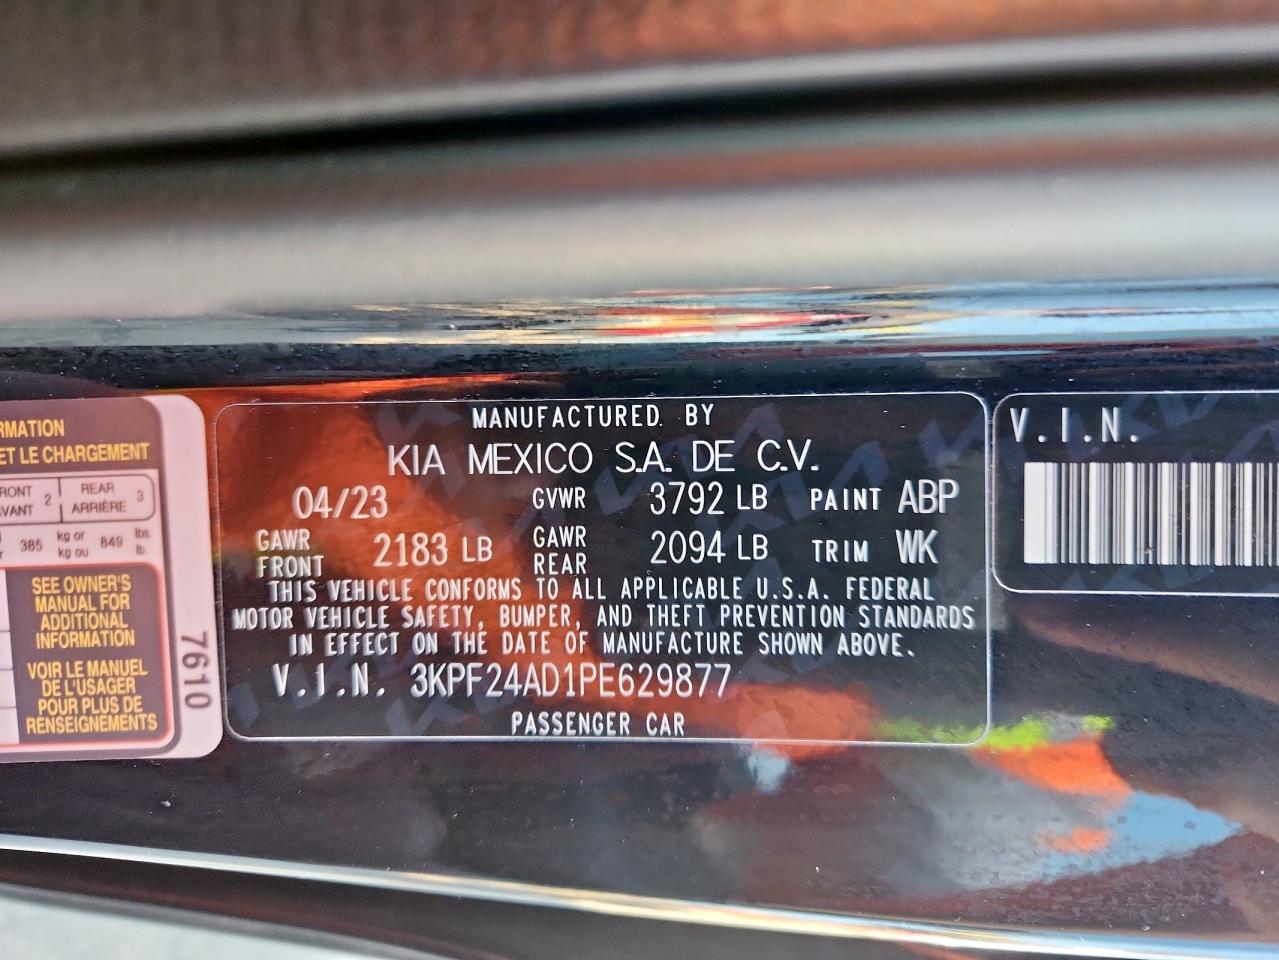 RMATION
ET LE CHARGEMENT
RONT 2 REAR 3
VANT ARRIÈRE
385 kg or 849 lbs.
kg ou lb.
SEE OWNER'S
MANUAL FOR
ADDITIONAL
INFORMATION
VOIR LE MANUEL
DE L'USAGER
POUR PLUS DE
RENSEIGNEMENTS
7610
MANUFACTURED BY
KIA MEXICO S.A. DE C.V.
04/23 GVWR 3792 LB PAINT ABP
GAWR FRONT 2183 LB GAWR REAR 2094 LB TRIM WK
THIS VEHICLE CONFORMS TO ALL APPLICABLE U.S.A. FEDERAL
MOTOR VEHICLE SAFETY, BUMPER, AND THEFT PREVENTION STANDARDS
IN EFFECT ON THE DATE OF MANUFACTURE SHOWN ABOVE.
V.I.N. 3KPF24AD1PE629877
PASSENGER CAR
V.I.N.